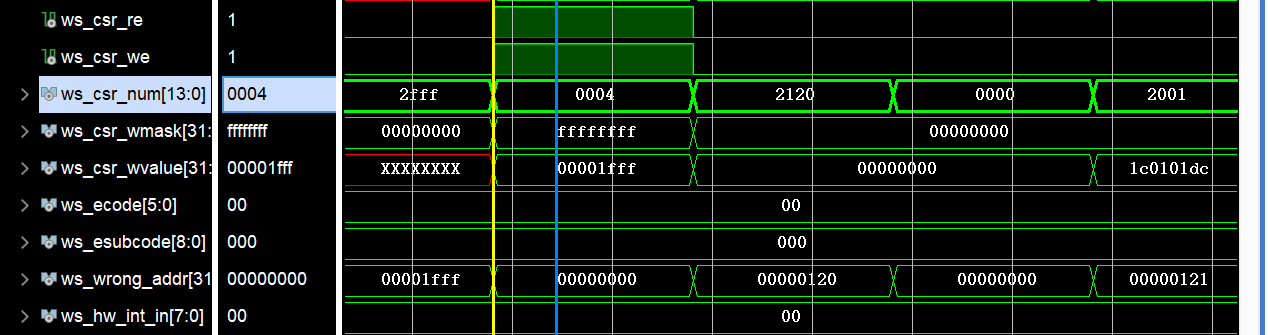 ws_csr_re 1
ws_csr_we 1
ws_csr_num[13:0] 0004 2fff 0004 2120 0000 2001
ws_csr_wmask[31: ffffffff 00000000 ffffffff 00000000
ws_csr_wvalue[31: 00001fff XXXXXXXX 00001fff 00000000 1c0101dc
ws_ecode[5:0] 00 00
ws_esubcode[8:0] 000 000
ws_wrong_addr[31 00000000 00001fff 00000000 00000120 00000000 00000121
ws_hw_int_in[7:0] 00 00